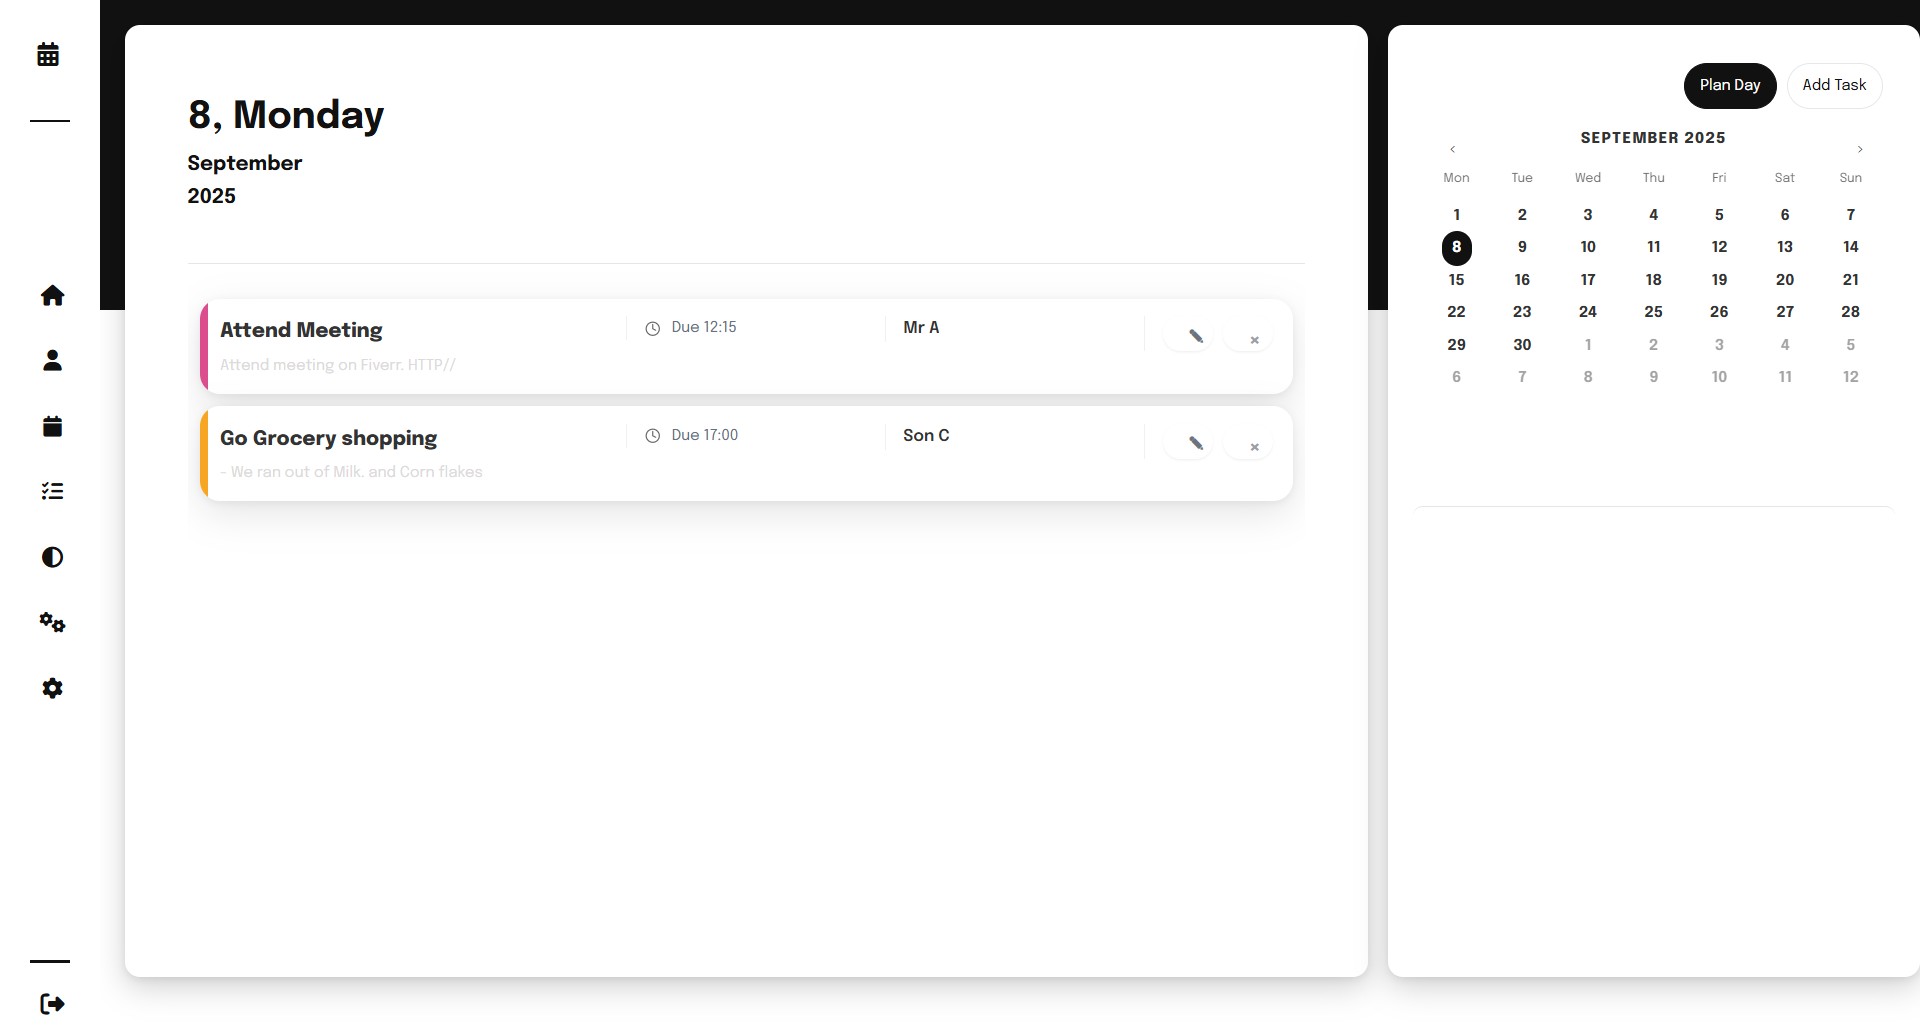 8, Monday
September
2025
Attend Meeting
Due 12:15
Mr A
Attend meeting on Fiverr. HTTP//
Go Grocery shopping
Due 17:00
Son C
- We ran out of Milk. and Corn flakes
Plan Day
Add Task
SEPTEMBER 2025
Mon Tue Wed Thu Fri Sat Sun
1 2 3 4 5 6 7
8 9 10 11 12 13 14
15 16 17 18 19 20 21
22 23 24 25 26 27 28
29 30 1 2 3 4 5
6 7 8 9 10 11 12